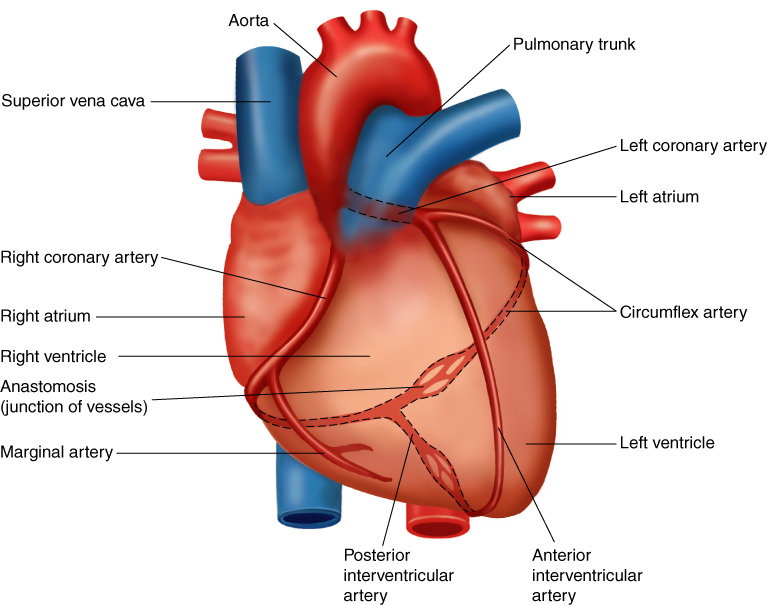 Aorta
Pulmonary trunk
Superior vena cava
Left coronary artery
Left atrium
Right coronary artery
Right atrium
Circumflex artery
Right ventricle
Anastomosis
(junction of vessels)
Left ventricle
Marginal artery
Posterior
interventricular
artery
Anterior
interventricular
artery